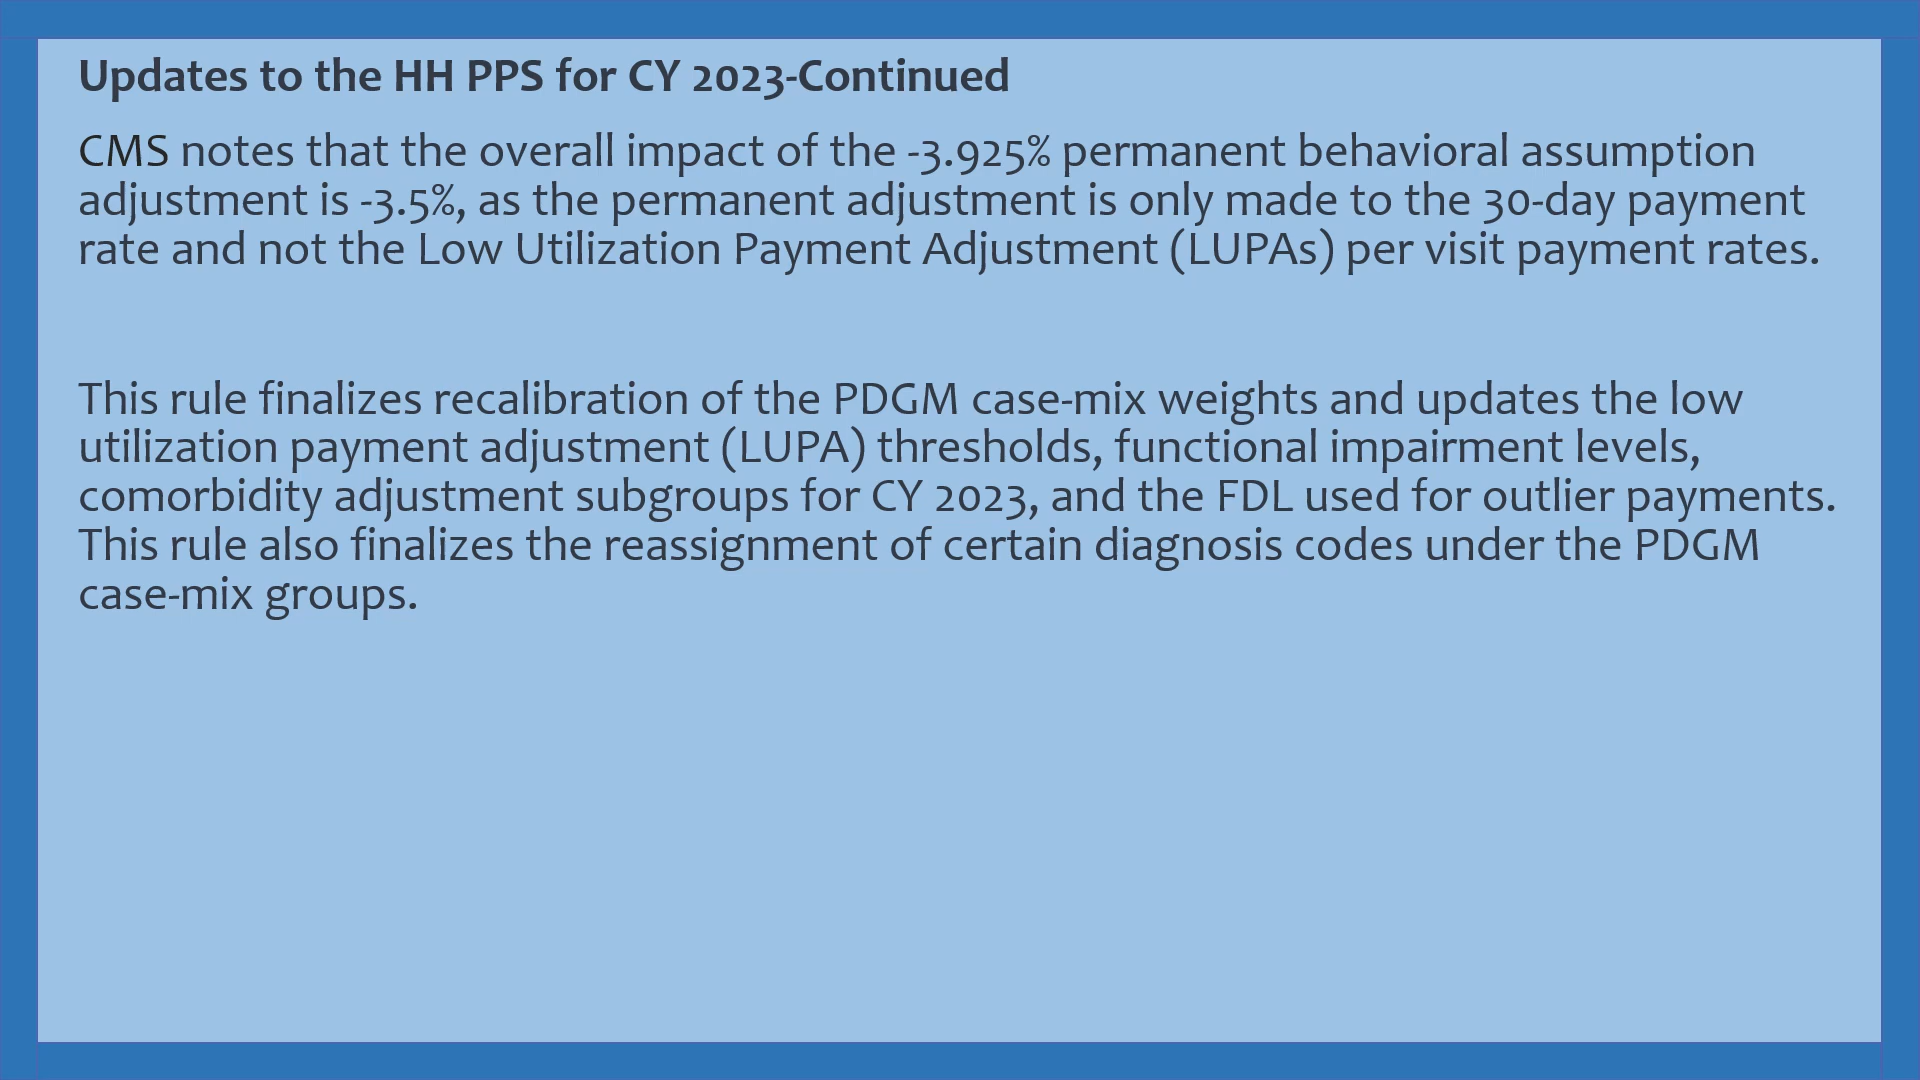 Updates to the HH PPS for CY 2023-Continued
CMS notes that the overall impact of the -3.925% permanent behavioral assumption
adjustment is -3.5%, as the permanent adjustment is only made to the 30-day payment
rate and not the Low Utilization Payment Adjustment (LUPAs) per visit payment rates.
This rule finalizes recalibration of the PDGM case-mix weights and updates the low
utilization payment adjustment (LUPA) thresholds, functional impairment levels,
comorbidity adjustment subgroups for CY 2023, and the FDL used for outlier payments.
This rule also finalizes the reassignment of certain diagnosis codes under the PDGM
case-mix groups.